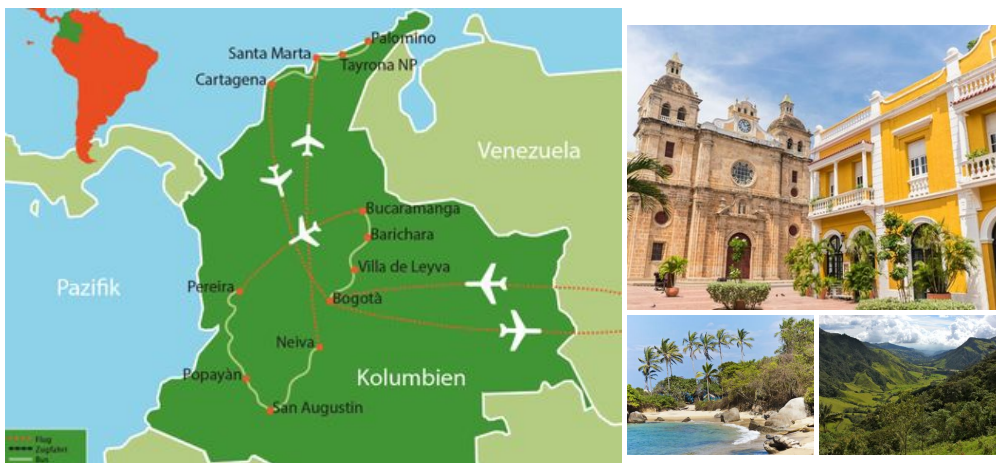 Palomino
Santa Marta
Tayrona NP
Cartagena
Venezuela
Bucaramanga
Barichara
Villa de Leyva
Pazifik
Pereira
Bogotà
Neiva
Popayàn
Kolumbien
San Augustin
Flug
Zugfahrt
Bus